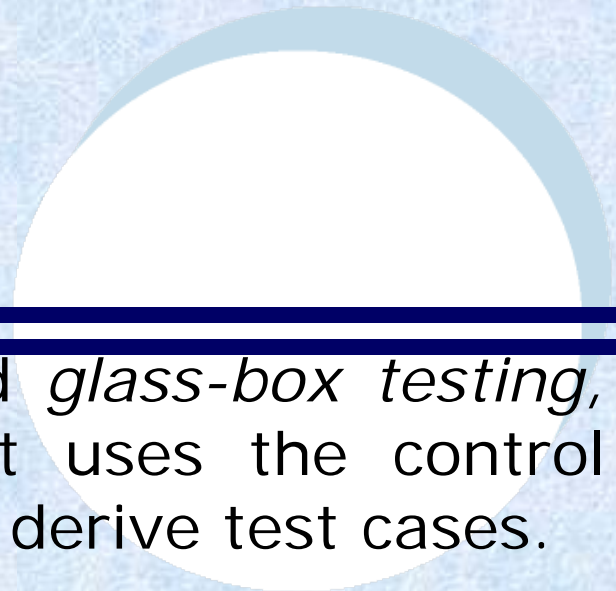 glass-box testing,
uses the control
derive test cases.